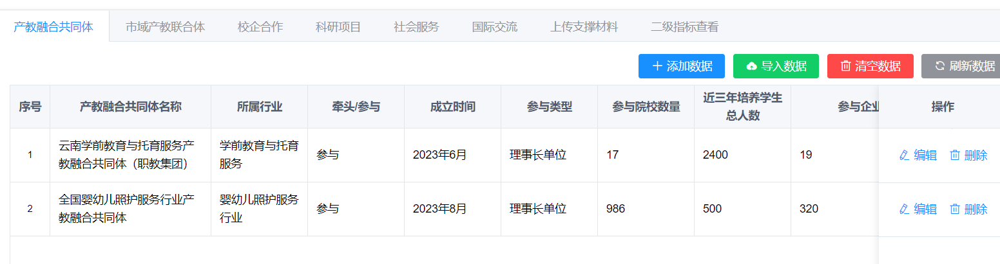 产教融合共同体 市域产教联合体 校企合作 科研项目 社会服务 国际交流 上传支撑材料 二级指标查看
添加数据 导入数据 清空数据 刷新数据
序号 产教融合共同体名称 所属行业 牵头/参与 成立时间 参与类型 参与院校数量 近三年培养学生 参与企业 操作
总人数
云南学前教育与托育服务产 学前教育与托育
1 参与 2023年6月 理事长单位 17 2400 19 编辑 删除
教融合共同体（职教集团） 服务
全国婴幼儿照护服务行业产 婴幼儿照护服务
2 参与 2023年8月 理事长单位 986 500 320 编辑 删除
教融合共同体 行业